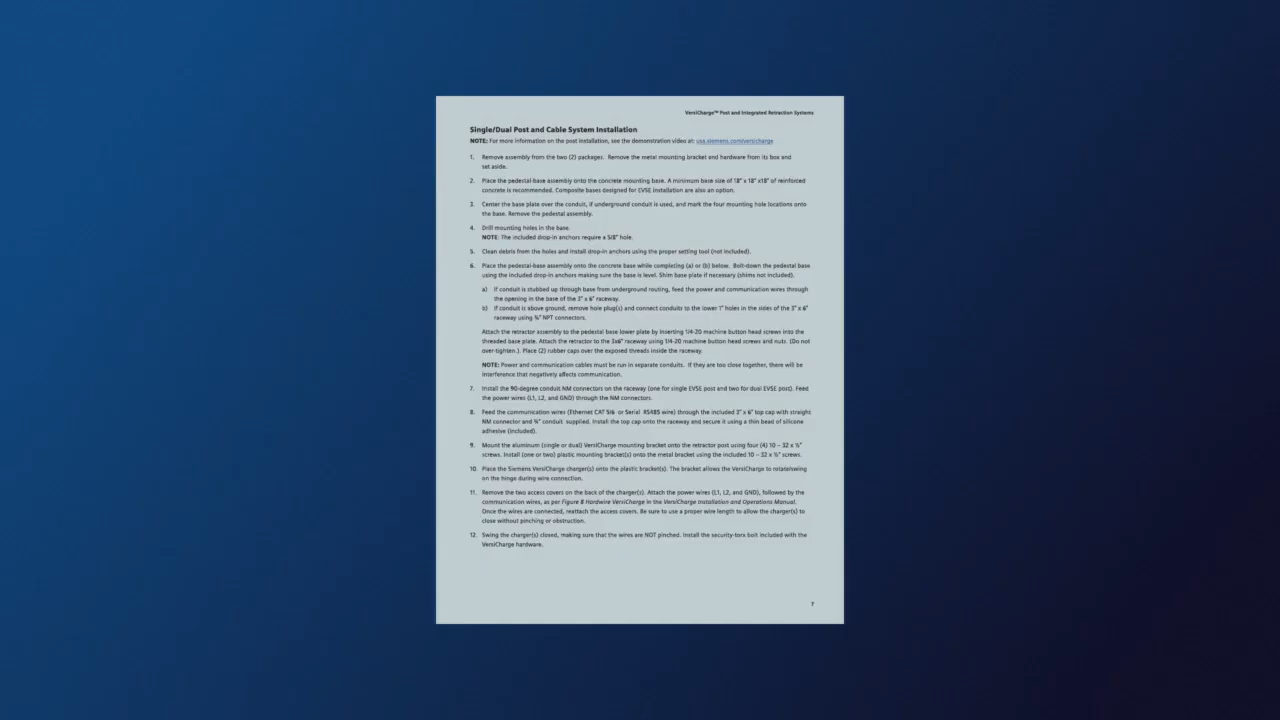 VersiCharge™ Post and Integrated Retraction Systems
Single/Dual Post and Cable System Installation
NOTE: For more information on the post installation, see the demonstration video at: usa.siemens.com/versicharge
1. Remove assembly from the two (2) packages. Remove the metal mounting bracket and hardware from its box and
set aside.
2. Place the pedestal-base assembly onto the concrete mounting base. A minimum base size of 18" x 18" x18" of reinforced
concrete is recommended. Composite bases designed for EVSE installation are also an option.
3. Center the base plate over the conduit, if underground conduit is used, and mark the four mounting hole locations onto
the base. Remove the pedestal assembly.
4. Drill mounting holes in the base.
NOTE: The included drop-in anchors require a 5/8" hole.
5. Clean debris from the holes and install drop-in anchors using the proper setting tool (not included).
6. Place the pedestal-base assembly onto the concrete base while completing (a) or (b) below. Bolt-down the pedestal base
using the included drop-in anchors making sure the base is level. Shim base plate if necessary (shims not included).
a) If conduit is stubbed up through base from underground routing, feed the power and communication wires through
the opening in the base of the 3" x 6" raceway.
b) If conduit is above ground, remove hole plug(s) and connect conduits to the lower 1" holes in the sides of the 3" x 6"
raceway using ¾" NPT connectors.
Attach the retractor assembly to the pedestal base lower plate by inserting 1/4-20 machine button head screws into the
threaded base plate. Attach the retractor to the 3x6" raceway using 1/4-20 machine button head screws and nuts. (Do not
over-tighten.). Place (2) rubber caps over the exposed threads inside the raceway.
NOTE: Power and communication cables must be run in separate conduits. If they are too close together, there will be
interference that negatively affects communication.
7. Install the 90-degree conduit NM connectors on the raceway (one for single EVSE post and two for dual EVSE post). Feed
the power wires (L1, L2, and GND) through the NM connectors.
8. Feed the communication wires (Ethernet CAT 5/6 or Serial RS485 wire) through the included 3" x 6" top cap with straight
NM connector and ¾" conduit supplied. Install the top cap onto the raceway and secure it using a thin bead of silicone
adhesive (included).
9. Mount the aluminum (single or dual) VersiCharge mounting bracket onto the retractor post using four (4) 10 – 32 x ½"
screws. Install (one or two) plastic mounting bracket(s) onto the metal bracket using the included 10 – 32 x ½" screws.
10. Place the Siemens VersiCharge charger(s) onto the plastic bracket(s). The bracket allows the VersiCharge to rotate/swing
on the hinge during wire connection.
11. Remove the two access covers on the back of the charger(s). Attach the power wires (L1, L2, and GND), followed by the
communication wires, as per Figure 8 Hardwire VersiCharge in the VersiCharge Installation and Operations Manual.
Once the wires are connected, reattach the access covers. Be sure to use a proper wire length to allow the charger(s) to
close without pinching or obstruction.
12. Swing the charger(s) closed, making sure that the wires are NOT pinched. Install the security-torx bolt included with the
VersiCharge hardware.
7